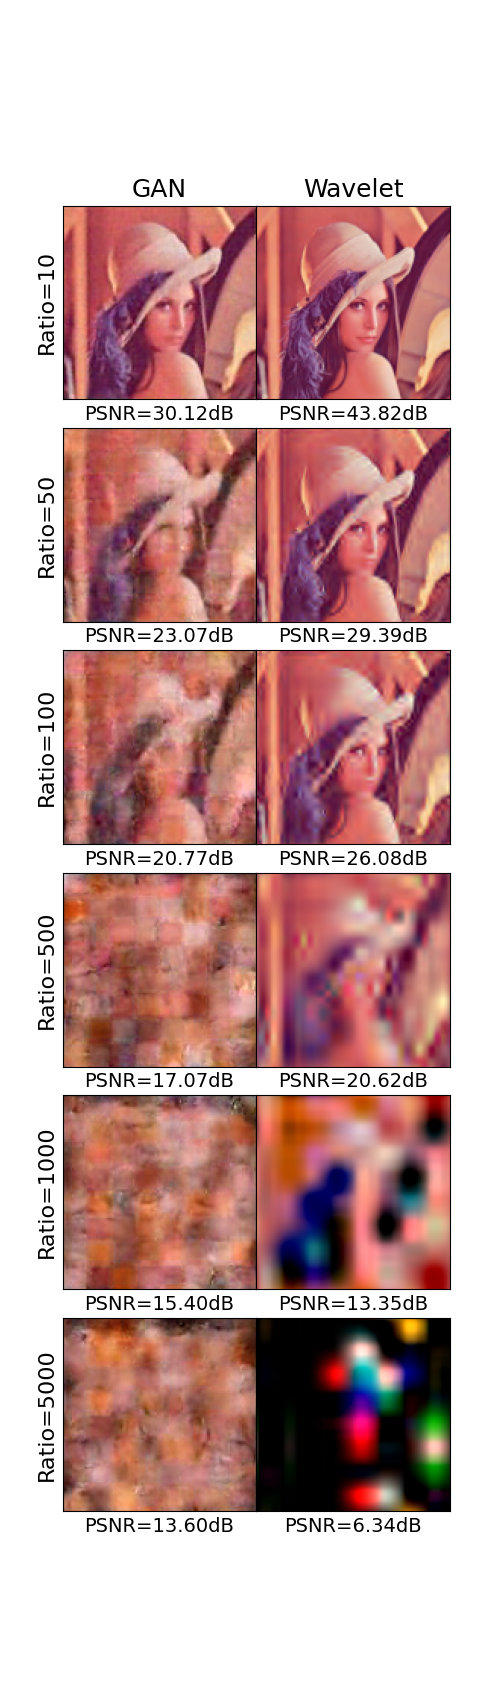 GAN Wavelet
Ratio=10
PSNR=30.12dB PSNR=43.82dB
Ratio=50
PSNR=23.07dB PSNR=29.39dB
Ratio=100
PSNR=20.77dB PSNR=26.08dB
Ratio=500
PSNR=17.07dB PSNR=20.62dB
Ratio=1000
PSNR=15.40dB PSNR=13.35dB
Ratio=5000
PSNR=13.60dB PSNR=6.34dB